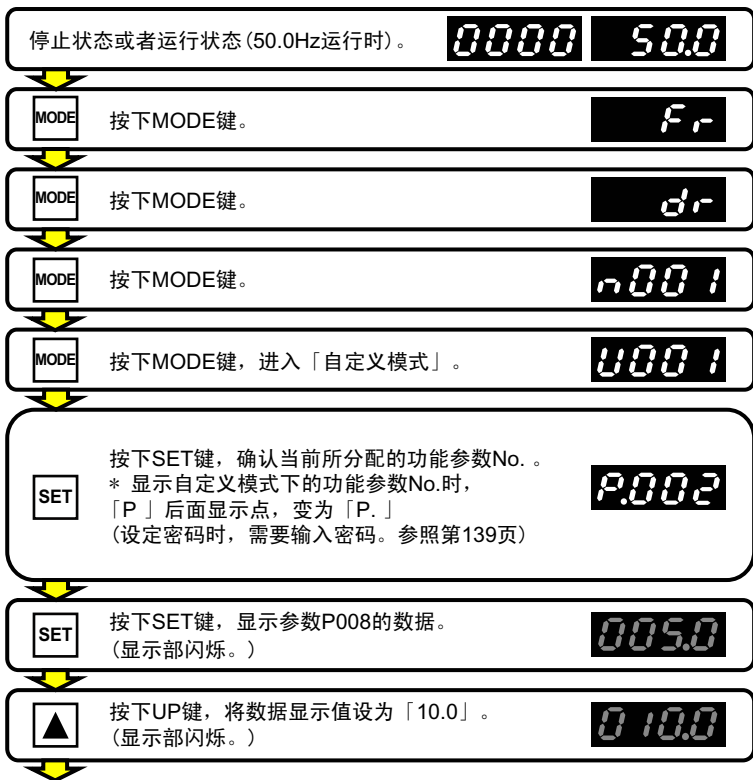 停止状态或者运行状态(50.0Hz运行时)。 0000 50.0
MODE 按下MODE键。 Fr
MODE 按下MODE键。 dr
MODE 按下MODE键。 n001
MODE 按下MODE键，进入「自定义模式」。 U001
按下SET键，确认当前所分配的功能参数No. 。
* 显示自定义模式下的功能参数No.时，
SET 「P 」后面显示点，变为「P. 」 P.002
(设定密码时，需要输入密码。参照第139页)
SET 按下SET键，显示参数P008的数据。 005.0
(显示部闪烁。)
▲ 按下UP键，将数据显示值设为「10.0」。 010.0
(显示部闪烁。)